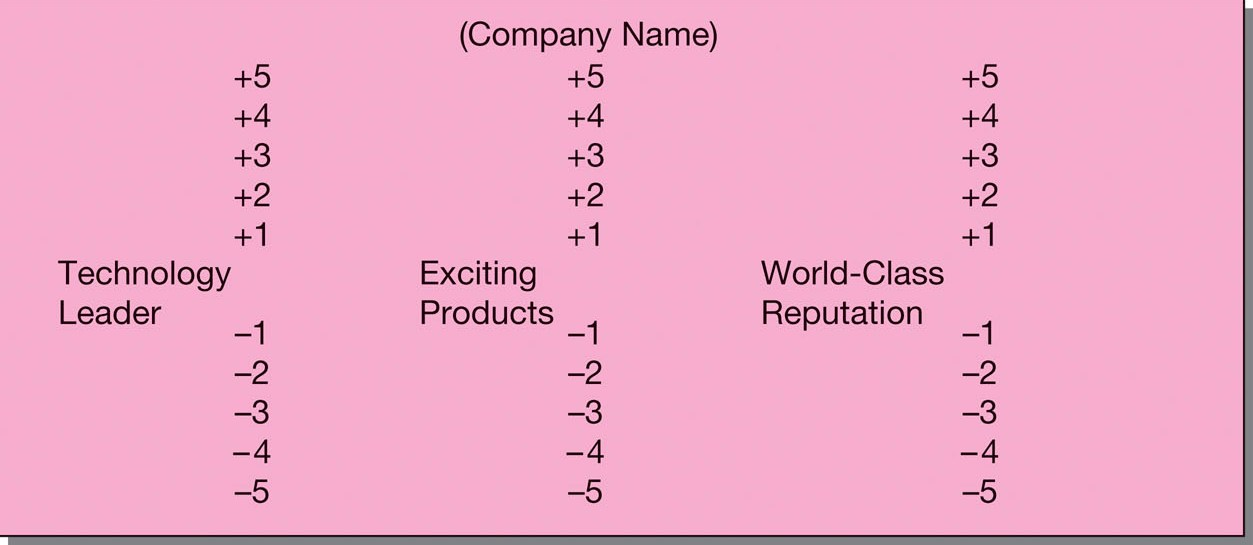 (Company Name)
+5 +5 +5
+4 +4 +4
+3 +3 +3
+2 +2 +2
+1 +1 +1
Technology Exciting World-Class
Leader Products Reputation
–1 –1 –1
–2 –2 –2
–3 –3 –3
–4 –4 –4
–5 –5 –5